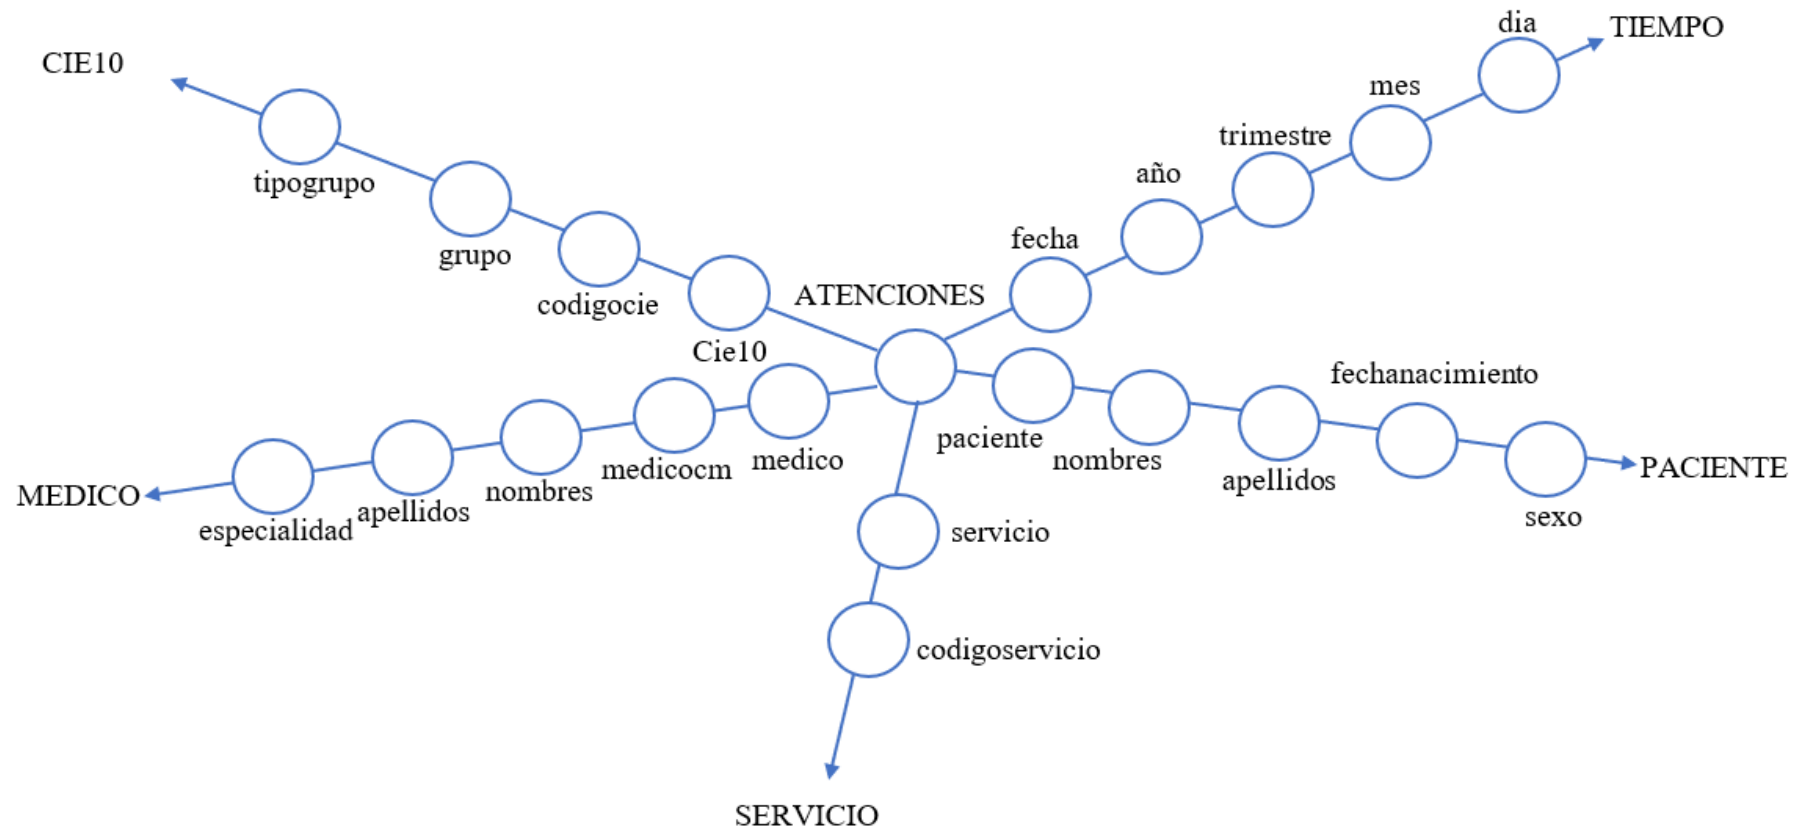 dia
TIEMPO
CIE10
mes
trimestre
año
tipogrupo
fecha
grupo
ATENCIONES
codigocie
Cie10
fechanacimiento
paciente
nombres
apellidos
PACIENTE
sexo
medico
medicocm
nombres
apellidos
especialidad
MEDICO
servicio
codigoservicio
SERVICIO